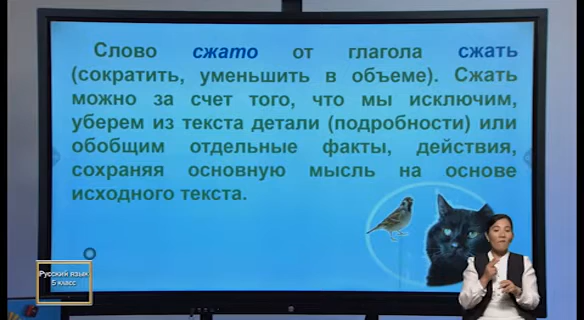 Слово сжато от глагола сжать
(сократить, уменьшить в объеме). Сжать
можно за счет того, что мы исключим,
уберем из текста детали (подробности) или
обобщим отдельные факты, действия,
сохраняя основную мысль на основе
исходного текста.
Русский язык
5 класс